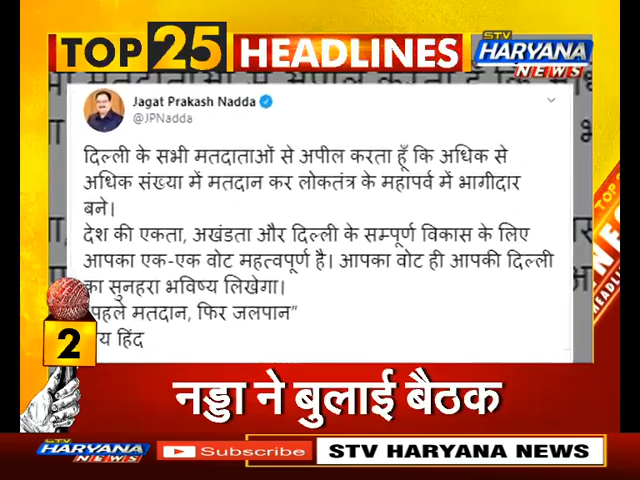 TOP 25 HEADLINES
STV
HARYANA
NEWS
Jagat Prakash Nadda
@JPNadda
दिल्ली के सभी मतदाताओं से अपील करता हूँ कि अधिक से
अधिक संख्या में मतदान कर लोकतंत्र के महापर्व में भागीदार
बने।
देश की एकता, अखंडता और दिल्ली के सम्पूर्ण विकास के लिए
आपका एक-एक वोट महत्वपूर्ण है। आपका वोट ही आपकी दिल्ली
का सुनहरा भविष्य लिखेगा।
पहले मतदान, फिर जलपान”
य हिंद
2
नड्डा ने बुलाई बैठक
STV
HARYANA
NEWS
Subscribe
STV HARYANA NEWS